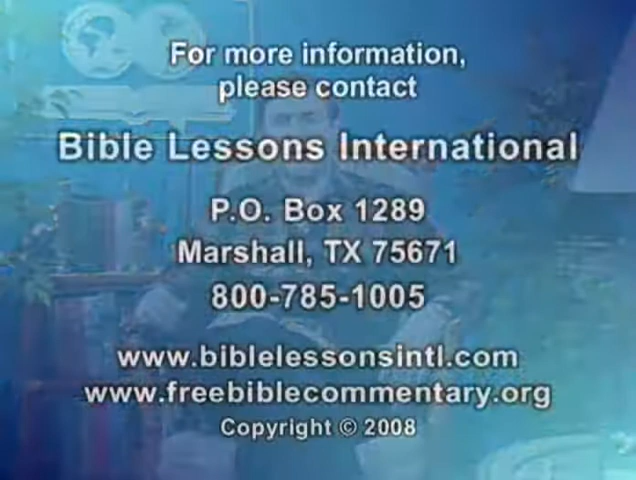 For more information,
please contact
Bible Lessons International
P.O. Box 1289
Marshall, TX 75671
800-785-1005
www.biblelessonsintl.com
www.freebiblecommentary.org
Copyright © 2008